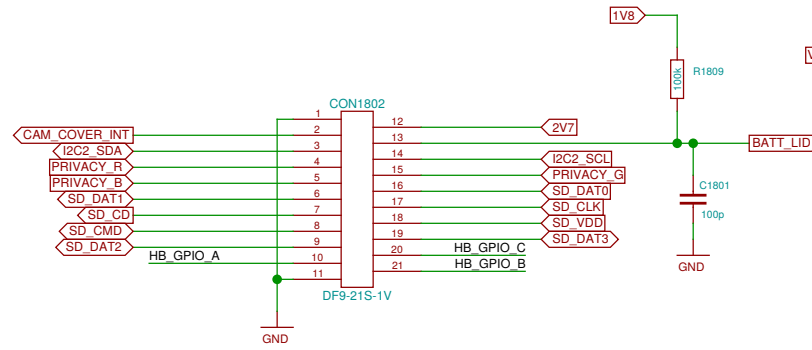 1V8
V
100k
R1809
CON1802
1
CAM_COVER_INT
2
12
2V7
I2C2_SDA
3
13
BATT_LID
PRIVACY_R
4
14
I2C2_SCL
PRIVACY_B
5
15
PRIVACY_G
C1801
SD_DAT1
6
16
SD_DAT0
100p
SD_CD
7
17
SD_CLK
SD_CMD
8
18
SD_VDD
SD_DAT2
9
19
SD_DAT3
HB_GPIO_A
10
20
HB_GPIO_C
11
21
HB_GPIO_B
DF9-21S-1V
GND
GND